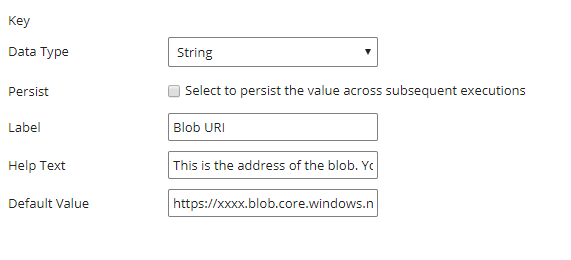 Key
Data Type String
Persist Select to persist the value across subsequent executions
Label Blob URI
Help Text This is the address of the blob.
Default Value https://xxxx.blob.core.windows.n